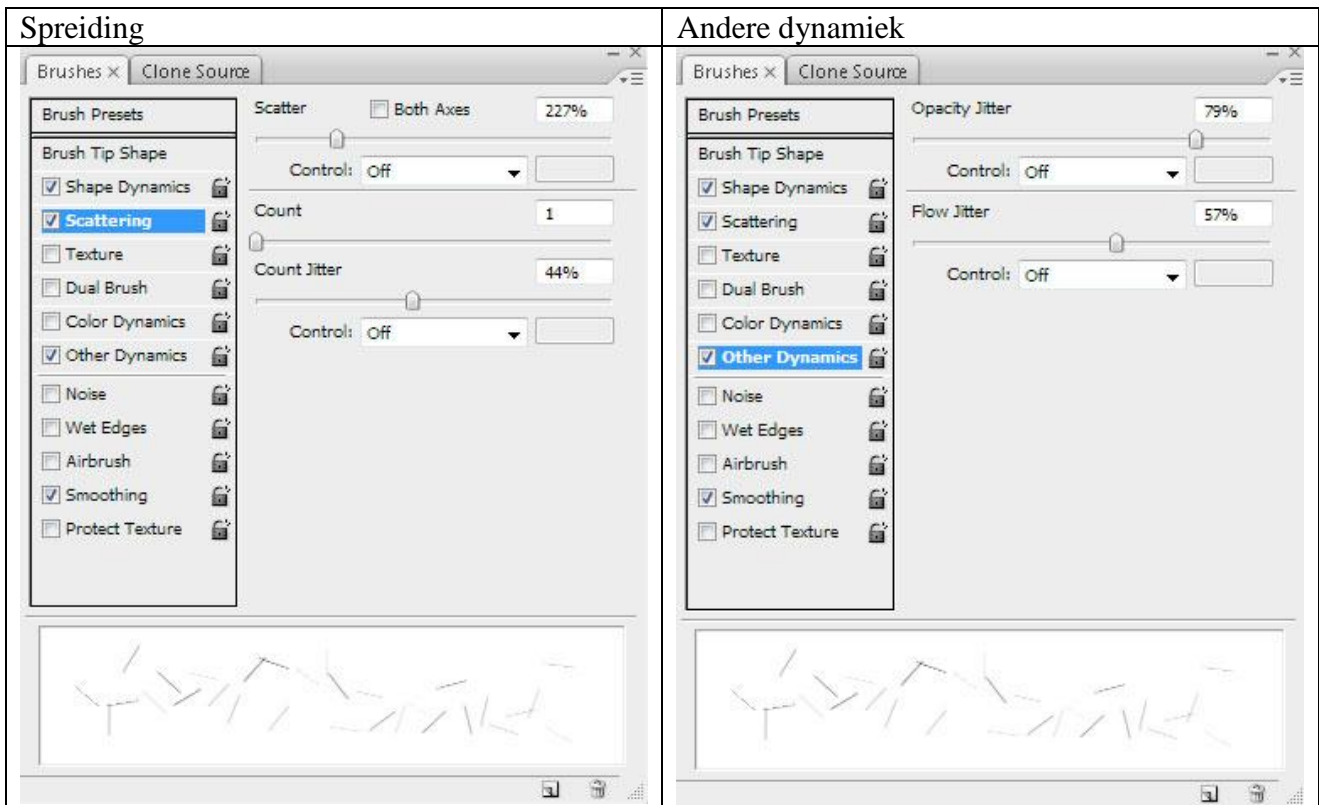 Spreiding
Brushes × Clone Source
Brush Presets
Brush Tip Shape
Shape Dynamics
Scattering
Texture
Dual Brush
Color Dynamics
Other Dynamics
Noise
Wet Edges
Airbrush
Smoothing
Protect Texture
Scatter Both Axes 227%
Control: Off
Count 1
Count Jitter 44%
Control: Off
Andere dynamiek
Brushes × Clone Source
Brush Presets
Brush Tip Shape
Shape Dynamics
Scattering
Texture
Dual Brush
Color Dynamics
Other Dynamics
Noise
Wet Edges
Airbrush
Smoothing
Protect Texture
Opacity Jitter 79%
Control: Off
Flow Jitter 57%
Control: Off